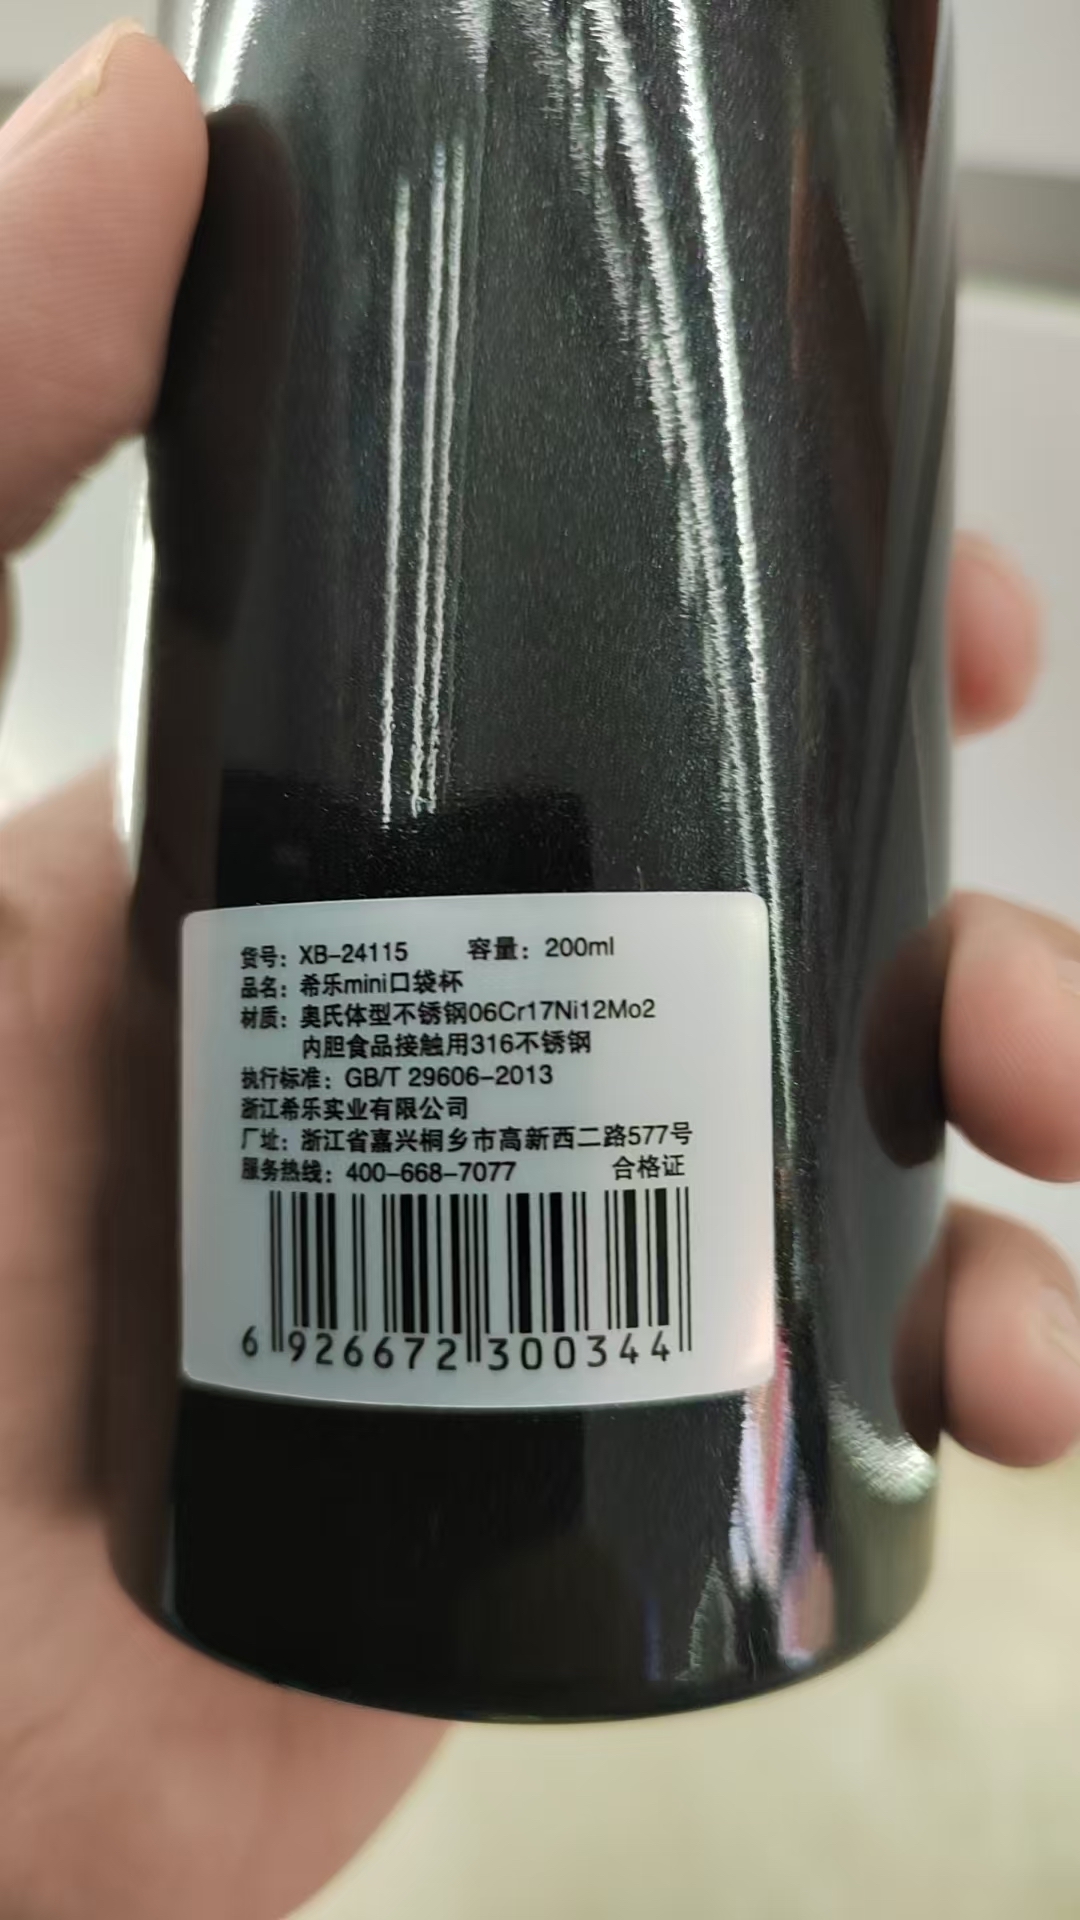 货号：XB-24115 容量：200ml
品名：希乐mini口袋杯
材质：奥氏体型不锈钢06Cr17Ni12Mo2
内胆食品接触用316不锈钢
执行标准：GB/T 29606-2013
浙江希乐实业有限公司
厂址：浙江省嘉兴桐乡市高新西二路577号
服务热线：400-668-7077 合格证
6 926672 300344